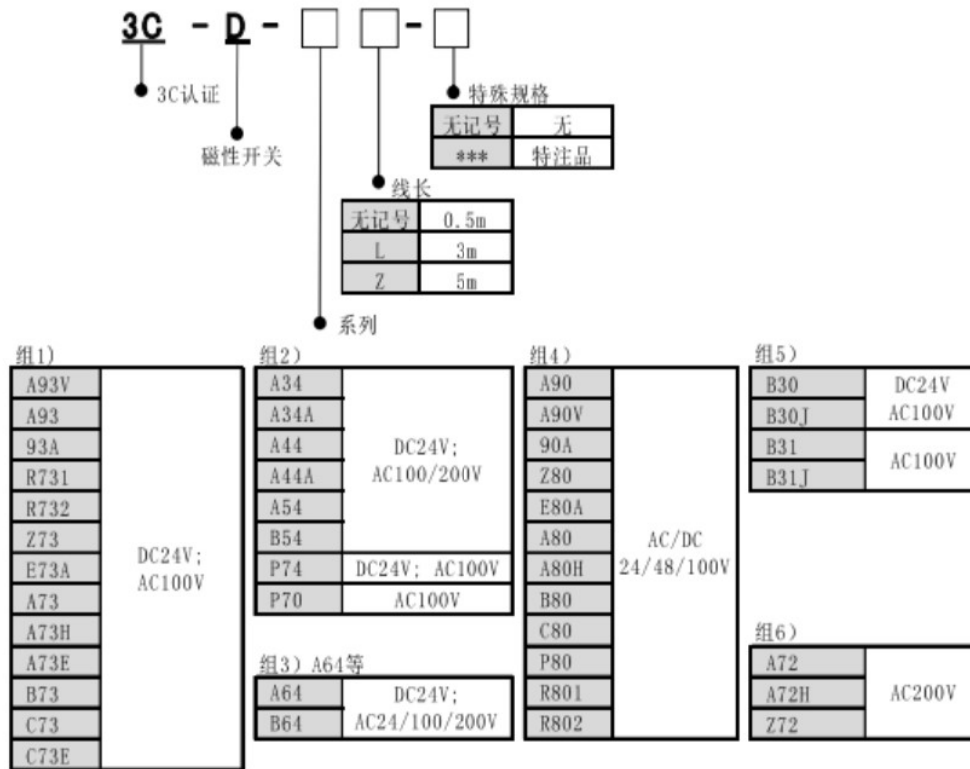 3C - D - □ □ - □
3C认证
磁性开关
特殊规格
无记号 无
*** 特注品
线长
无记号 0.5m
L 3m
Z 5m
系列
组1)
A93V
A93
93A
R731
R732
Z73
E73A
A73
A73H
A73E
B73
C73
C73E
DC24V;
AC100V
组2)
A34
A34A
A44
A44A
A54
B54
DC24V;
AC100/200V
P74 DC24V; AC100V
P70 AC100V
组3) A64等
A64
B64
DC24V;
AC24/100/200V
组4)
A90
A90V
90A
Z80
E80A
A80
A80H
B80
C80
P80
R801
R802
AC/DC
24/48/100V
组5)
B30
B30J
DC24V
AC100V
B31
B31J
AC100V
组6)
A72
A72H
Z72
AC200V